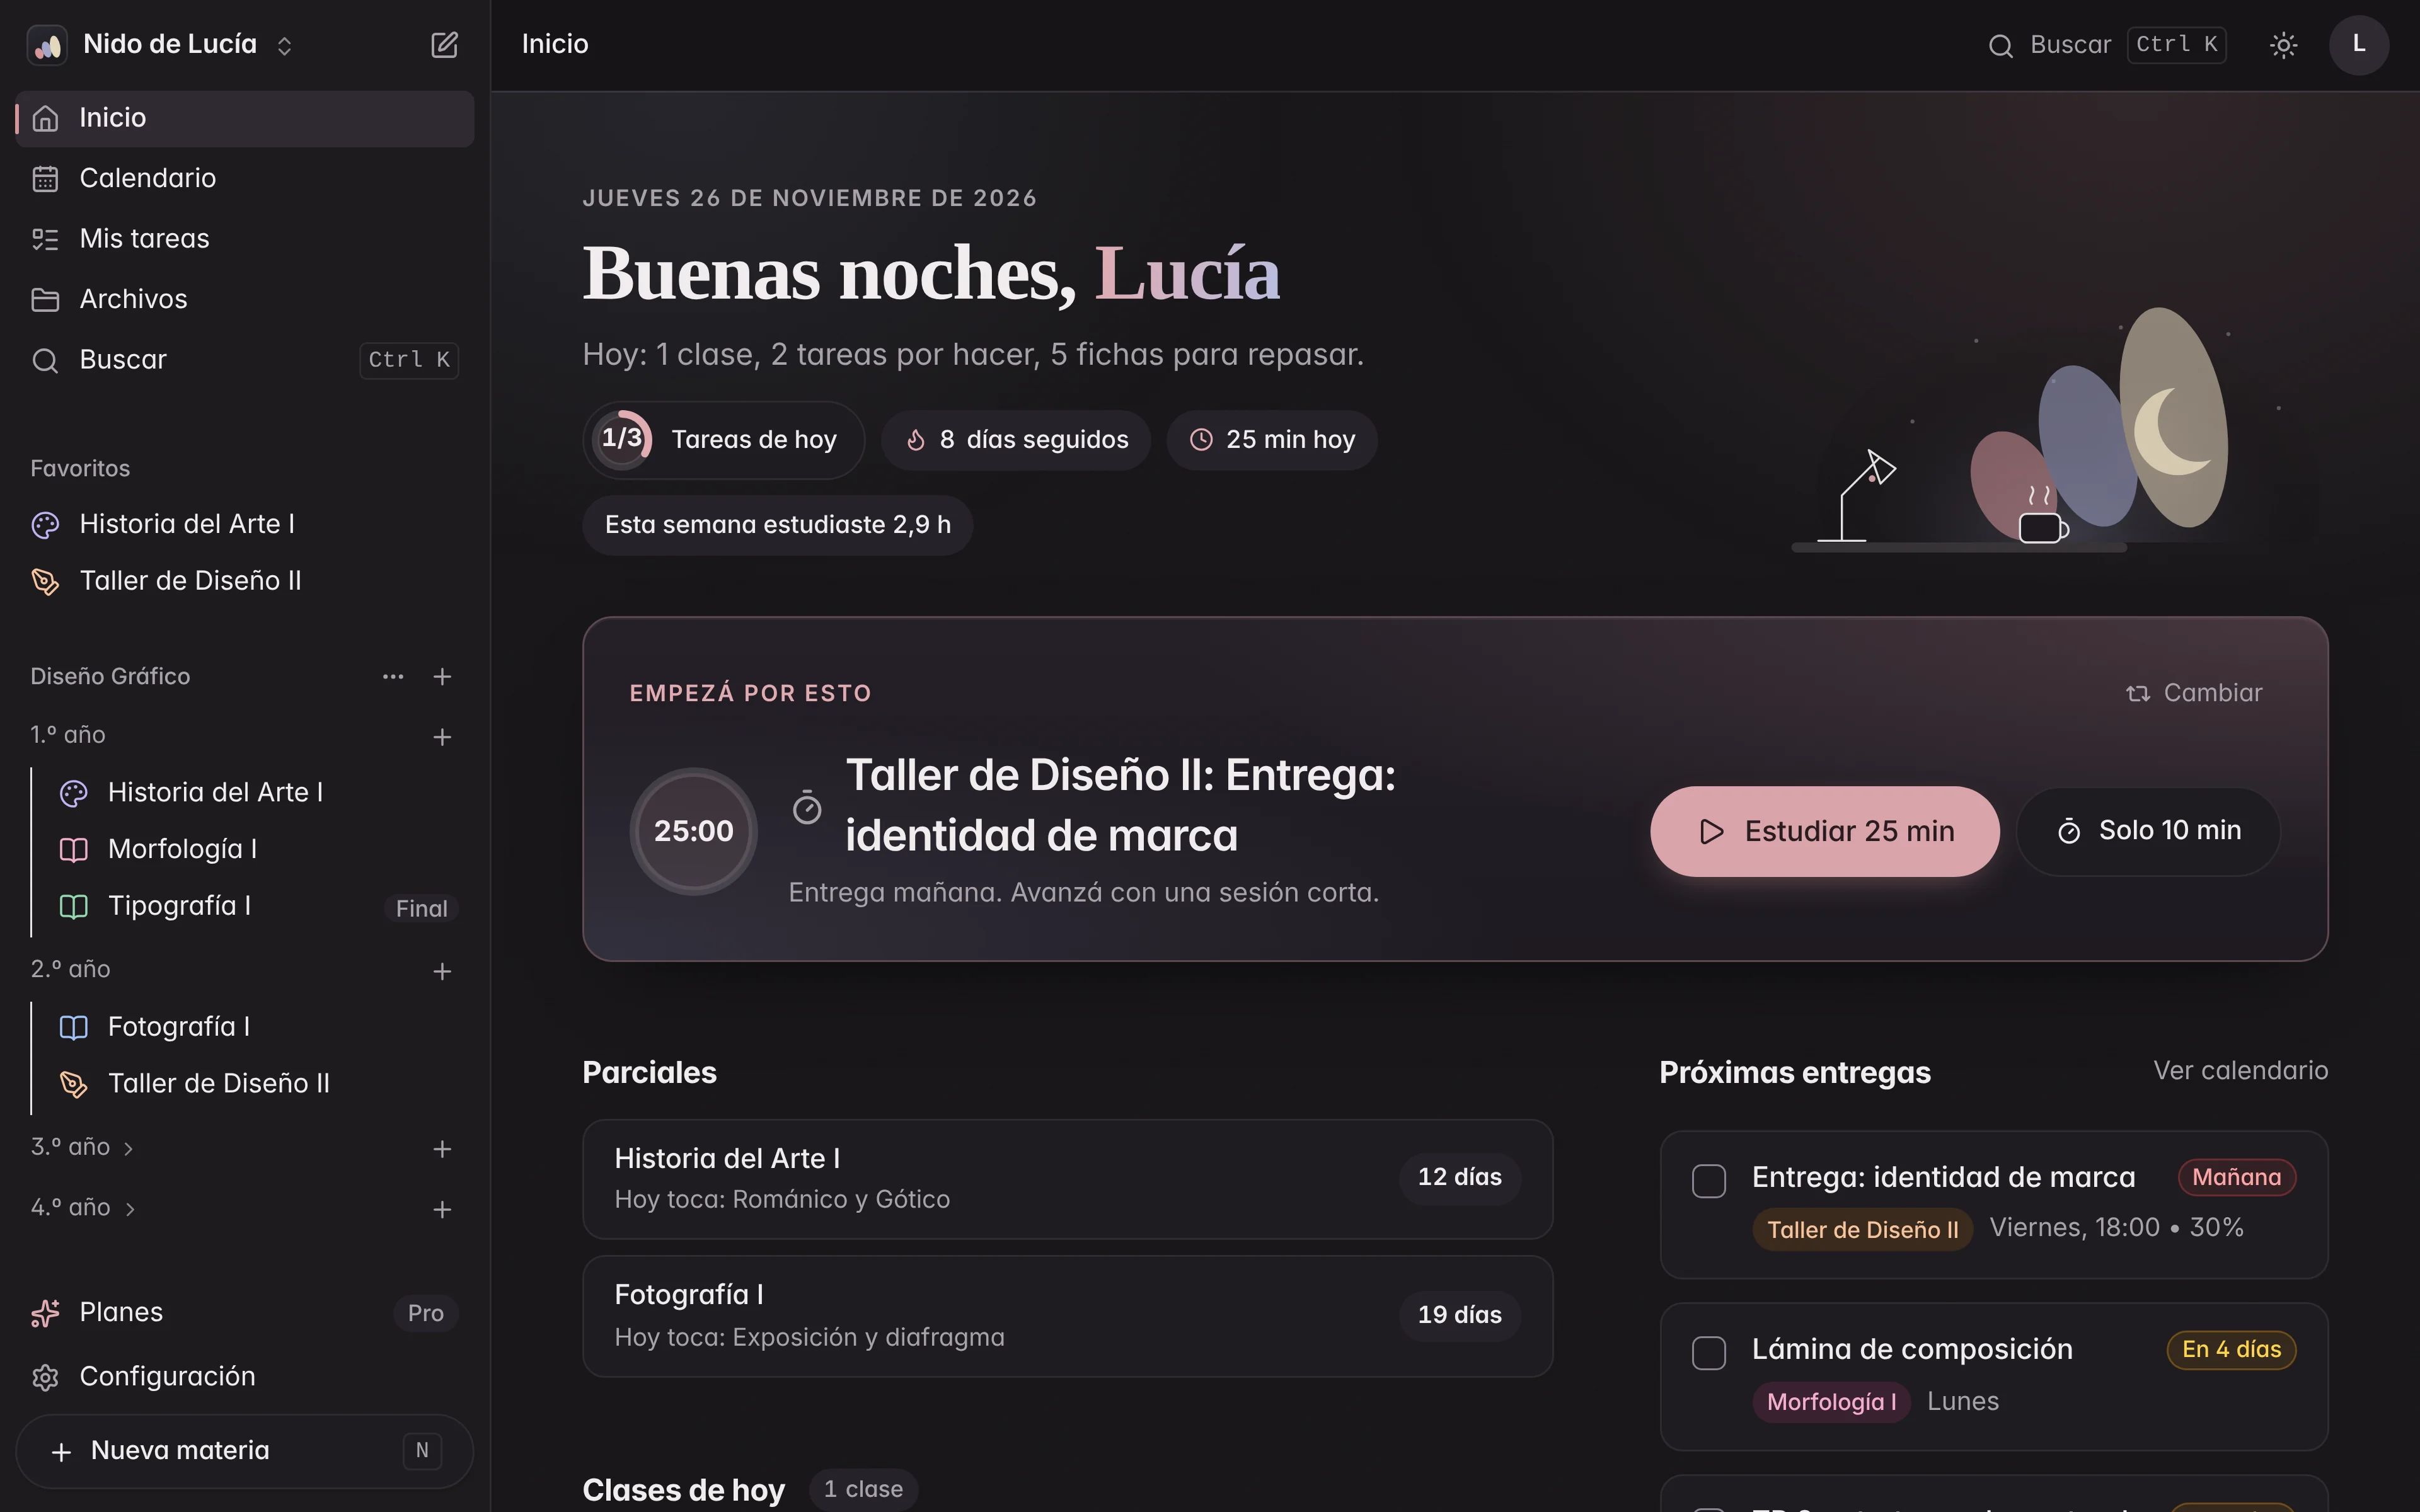 Nido de Lucía
Inicio
Calendario
Mis tareas
Archivos
Buscar Ctrl K
Favoritos
Historia del Arte I
Taller de Diseño II
Diseño Gráfico
1.º año
Historia del Arte I
Morfología I
Tipografía I Final
2.º año
Fotografía I
Taller de Diseño II
3.º año
4.º año
Planes Pro
Configuración
Nueva materia N
Inicio
Buscar Ctrl K
L
JUEVES 26 DE NOVIEMBRE DE 2026
Buenas noches, Lucía
Hoy: 1 clase, 2 tareas por hacer, 5 fichas para repasar.
1/3 Tareas de hoy
8 días seguidos
25 min hoy
Esta semana estudiaste 2,9 h
EMPEZÁ POR ESTO
Cambiar
25:00
Taller de Diseño II: Entrega:
identidad de marca
Entrega mañana. Avanzá con una sesión corta.
Estudiar 25 min
Solo 10 min
Parciales
Historia del Arte I
Hoy toca: Románico y Gótico
12 días
Fotografía I
Hoy toca: Exposición y diafragma
19 días
Clases de hoy 1 clase
Próximas entregas
Ver calendario
Entrega: identidad de marca Mañana
Taller de Diseño II Viernes, 18:00 • 30%
Lámina de composición En 4 días
Morfología I Lunes